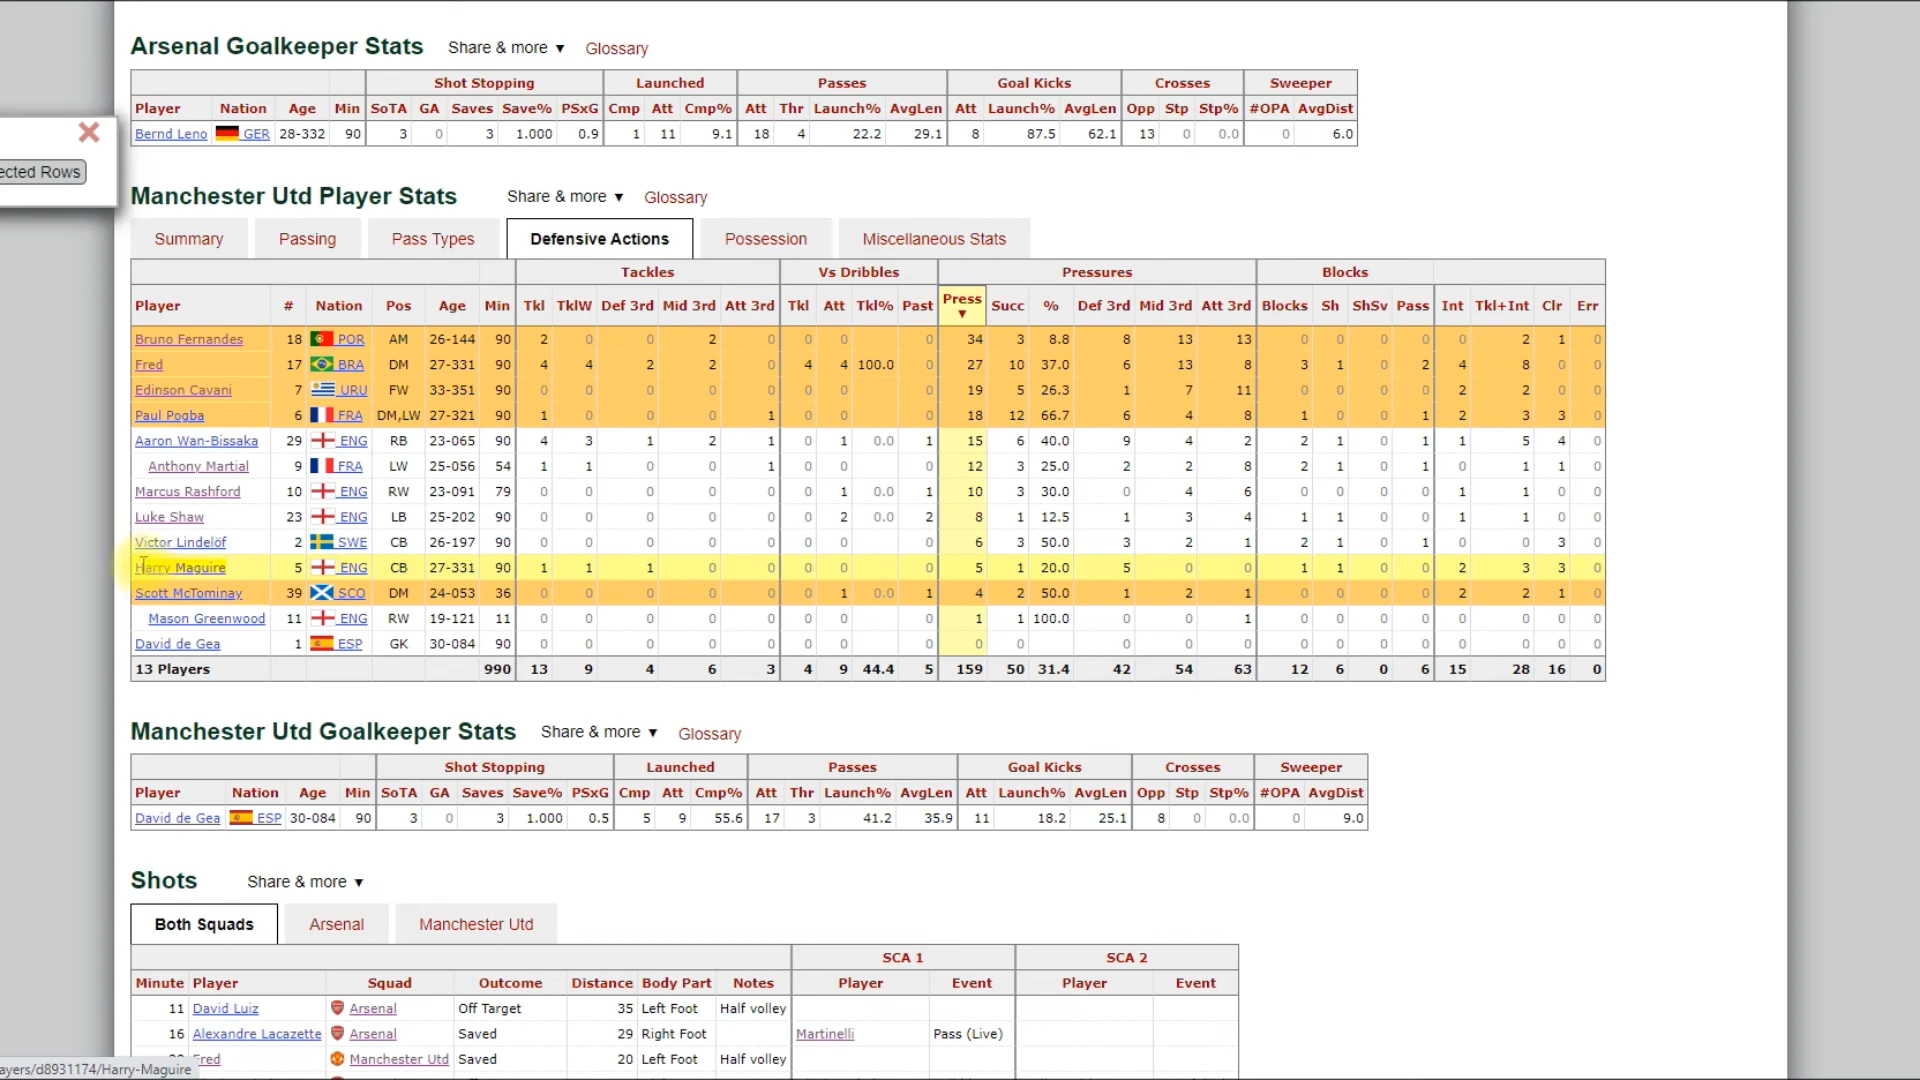 Arsenal Goalkeeper Stats Share & more ▼ Glossary
Shot Stopping Launched Passes Goal Kicks Crosses Sweeper
Player Nation Age Min SoTA GA Saves Save% PSxG Cmp Att Cmp% Att Thr Launch% AvgLen Att Launch% AvgLen Opp Stp Stp% #OPA AvgDist
Bernd Leno GER 28-332 90 3 0 3 1.000 0.9 1 11 9.1 18 4 22.2 29.1 8 87.5 62.1 13 0 0.0 0 6.0
ected Rows
Manchester Utd Player Stats Share & more ▼ Glossary
Summary Passing Pass Types Defensive Actions Possession Miscellaneous Stats
Tackles Vs Dribbles Pressures Blocks
Player # Nation Pos Age Min Tkl TklW Def 3rd Mid 3rd Att 3rd Tkl Att Tkl% Past Press ▼ Succ % Def 3rd Mid 3rd Att 3rd Blocks Sh ShSv Pass Int Tkl+Int Clr Err
Bruno Fernandes 18 POR AM 26-144 90 2 0 0 2 0 0 0 0 34 3 8.8 8 13 13 0 0 0 0 0 2 1 0
Fred 17 BRA DM 27-331 90 4 4 2 2 0 4 4 100.0 0 27 10 37.0 6 13 8 3 1 0 2 4 8 0 0
Edinson Cavani 7 URU FW 33-351 90 0 0 0 0 0 0 0 0 19 5 26.3 1 7 11 0 0 0 0 2 2 0 0
Paul Pogba 6 FRA DM,LW 27-321 90 1 0 0 0 1 0 0 0 18 12 66.7 6 4 8 1 0 0 1 2 3 3 0
Aaron Wan-Bissaka 29 ENG RB 23-065 90 4 3 1 2 1 0 1 0.0 1 15 6 40.0 9 4 2 2 1 0 1 1 5 4 0
Anthony Martial 9 FRA LW 25-056 54 1 1 0 0 1 0 0 0 12 3 25.0 2 2 8 2 1 0 1 0 1 1 0
Marcus Rashford 10 ENG RW 23-091 79 0 0 0 0 0 0 1 0.0 1 10 3 30.0 0 4 6 0 0 0 0 1 1 0 0
Luke Shaw 23 ENG LB 25-202 90 0 0 0 0 0 0 2 0.0 2 8 1 12.5 1 3 4 1 1 0 0 1 1 0 0
Victor Lindelöf 2 SWE CB 26-197 90 0 0 0 0 0 0 0 0 6 3 50.0 3 2 1 2 1 0 1 0 0 3 0
Harry Maguire 5 ENG CB 27-331 90 1 1 1 0 0 0 0 0 5 1 20.0 5 0 0 1 1 0 0 2 3 3 0
Scott McTominay 39 SCO DM 24-053 36 0 0 0 0 0 0 1 0.0 1 4 2 50.0 1 2 1 0 0 0 0 2 2 1 0
Mason Greenwood 11 ENG RW 19-121 11 0 0 0 0 0 0 0 0 1 1 100.0 0 0 1 0 0 0 0 0 0 0 0
David de Gea 1 ESP GK 30-084 90 0 0 0 0 0 0 0 0 0 0 0 0 0 0 0 0 0 0 0 0 0
13 Players 990 13 9 4 6 3 4 9 44.4 5 159 50 31.4 42 54 63 12 6 0 6 15 28 16 0
Manchester Utd Goalkeeper Stats Share & more ▼ Glossary
Shot Stopping Launched Passes Goal Kicks Crosses Sweeper
Player Nation Age Min SoTA GA Saves Save% PSxG Cmp Att Cmp% Att Thr Launch% AvgLen Att Launch% AvgLen Opp Stp Stp% #OPA AvgDist
David de Gea ESP 30-084 90 3 0 3 1.000 0.5 5 9 55.6 17 3 41.2 35.9 11 18.2 25.1 8 0 0.0 0 9.0
Shots Share & more ▼
Both Squads Arsenal Manchester Utd
SCA 1 SCA 2
Minute Player Squad Outcome Distance Body Part Notes Player Event Player Event
11 David Luiz Arsenal Off Target 35 Left Foot Half volley
16 Alexandre Lacazette Arsenal Saved 29 Right Foot Martinelli Pass (Live)
Fred Manchester Utd Saved 20 Left Foot Half volley
ayers/d8931174/Harry-Maguire